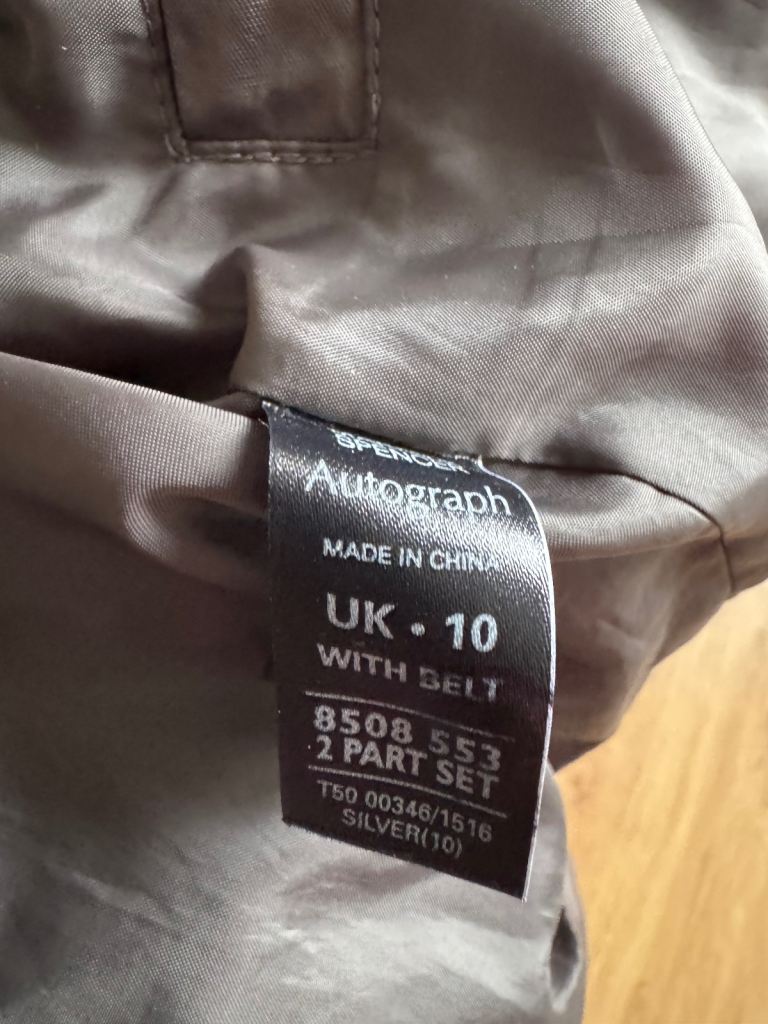 SPENCER
Autograph
MADE IN CHINA
UK • 10
WITH BELT
8508 553
2 PART SET
T50 00346/1516
SILVER(10)